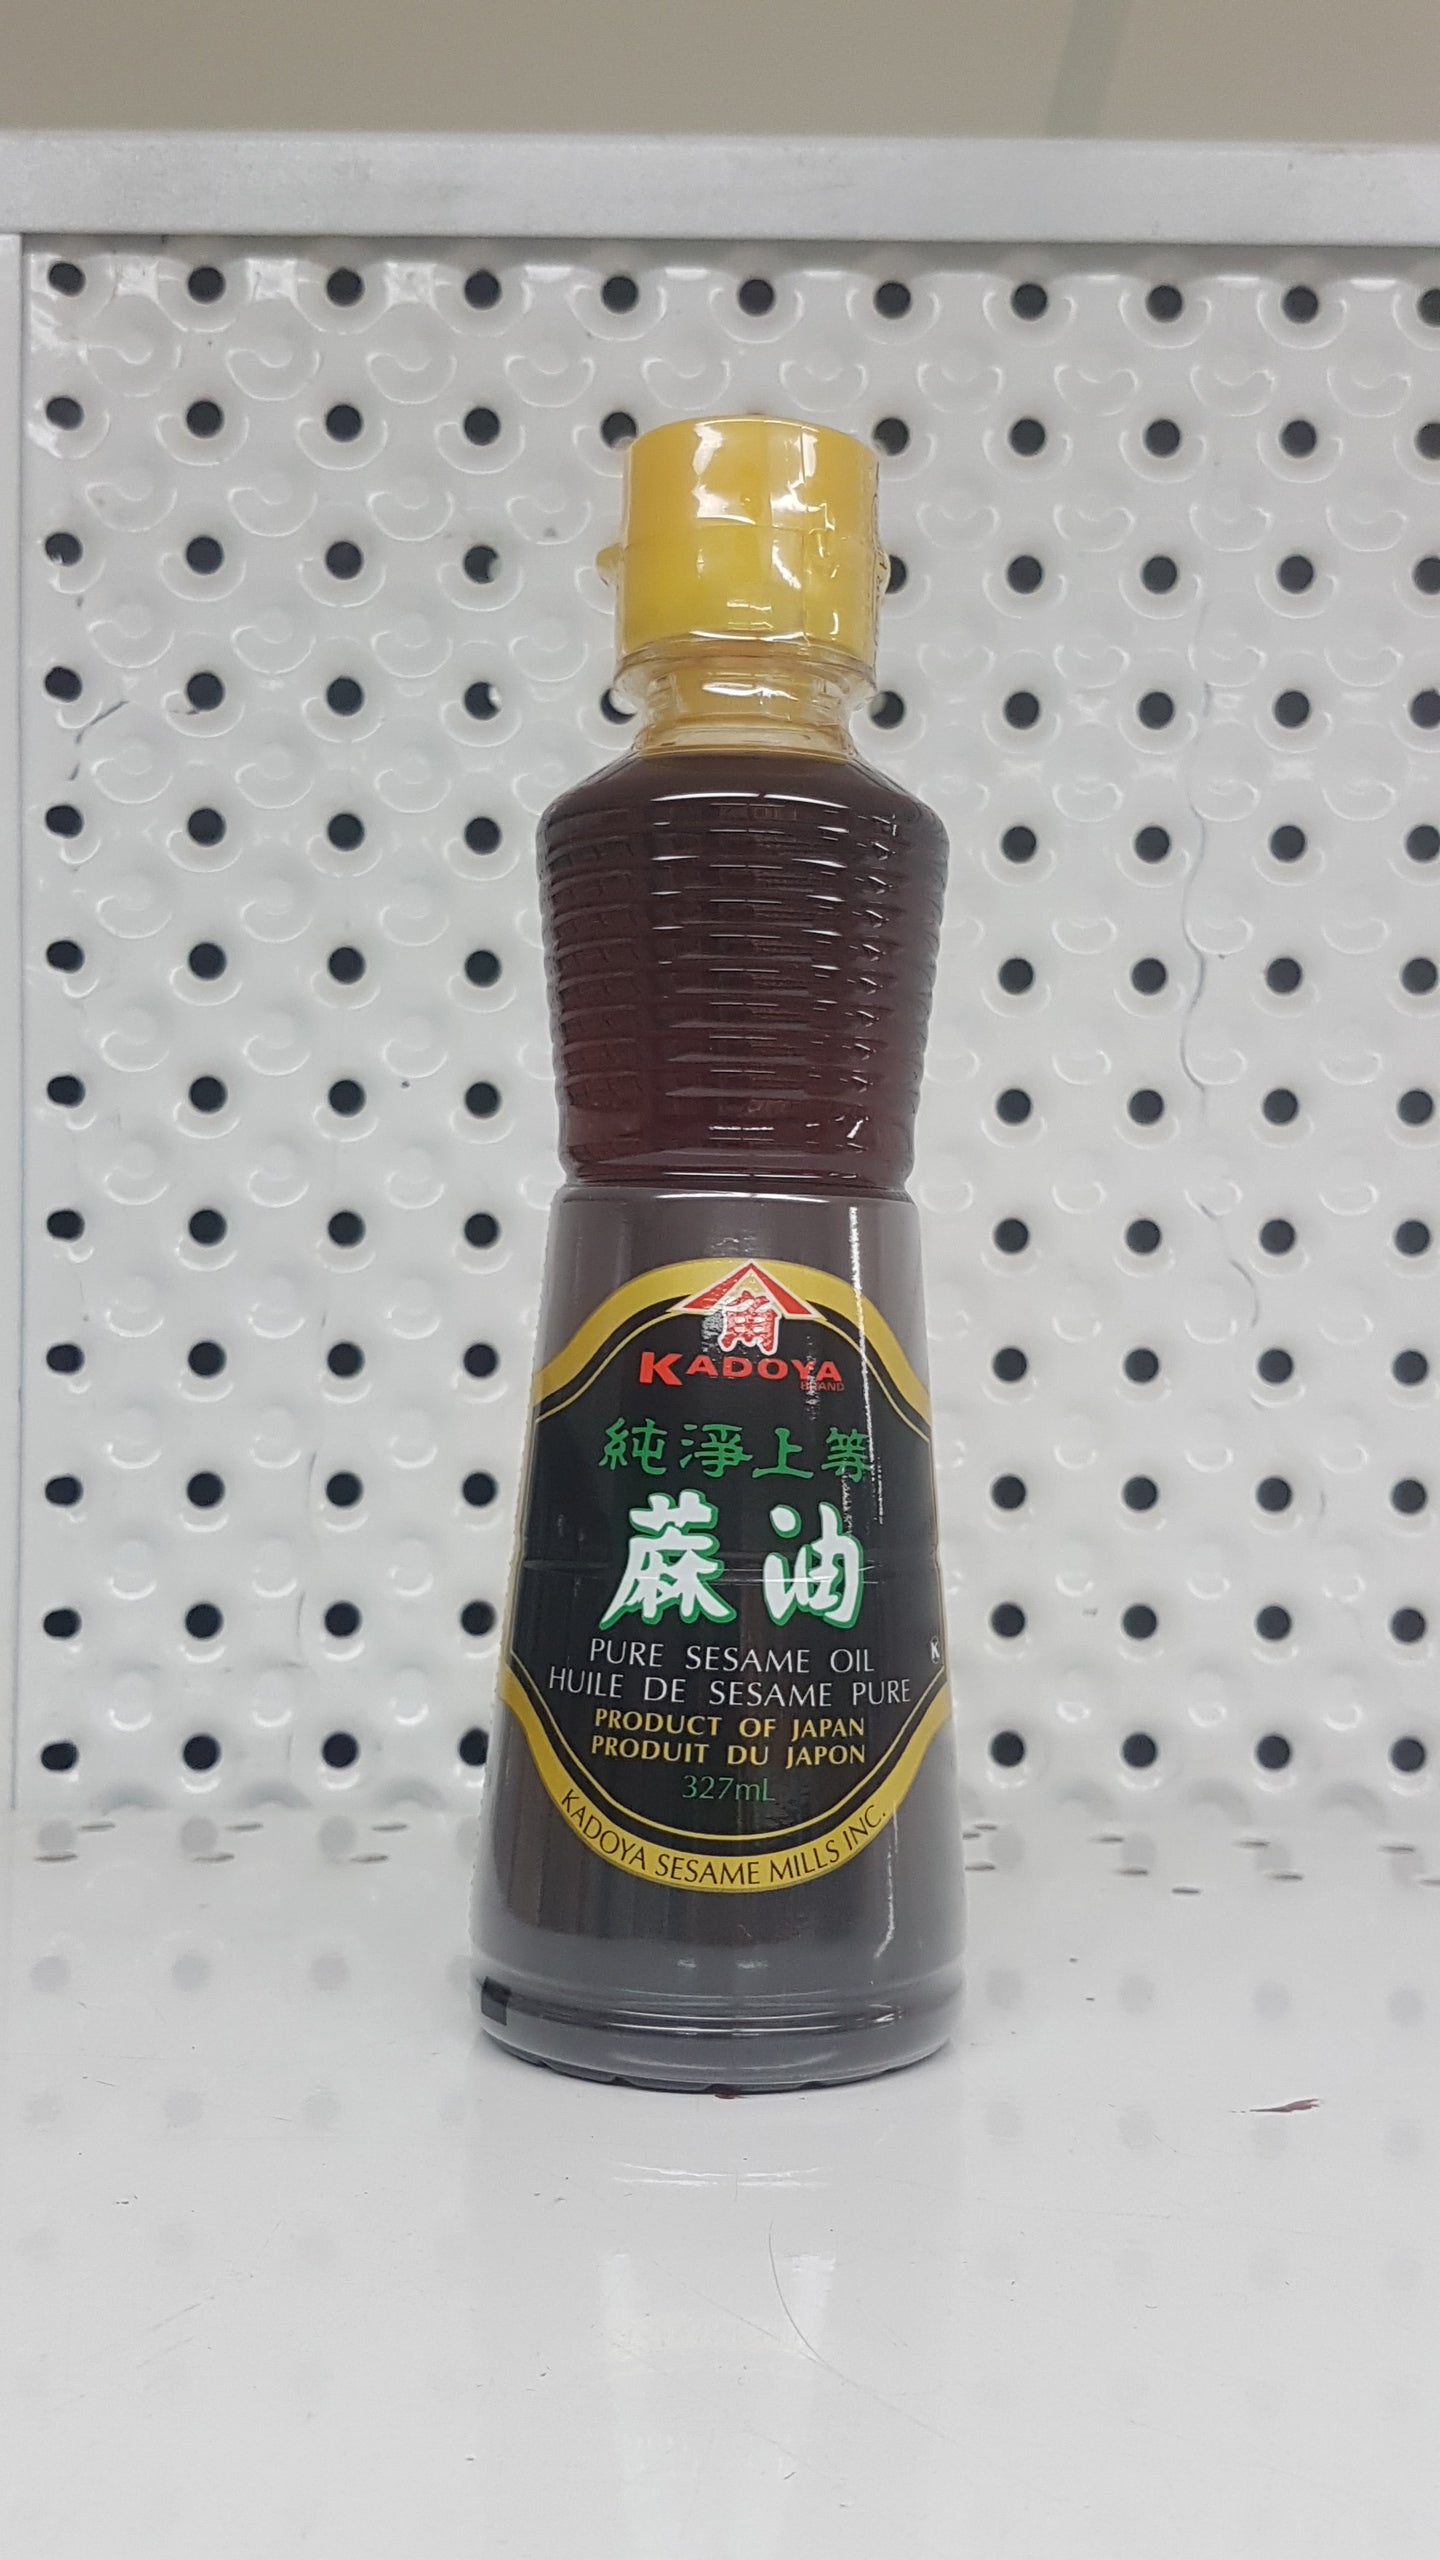 角
KADOYA
BRAND
純淨上等
蔴油
PURE SESAME OIL
HUILE DE SESAME PURE
PRODUCT OF JAPAN
PRODUIT DU JAPON
327mL
KADOYA SESAME MILLS INC.
K